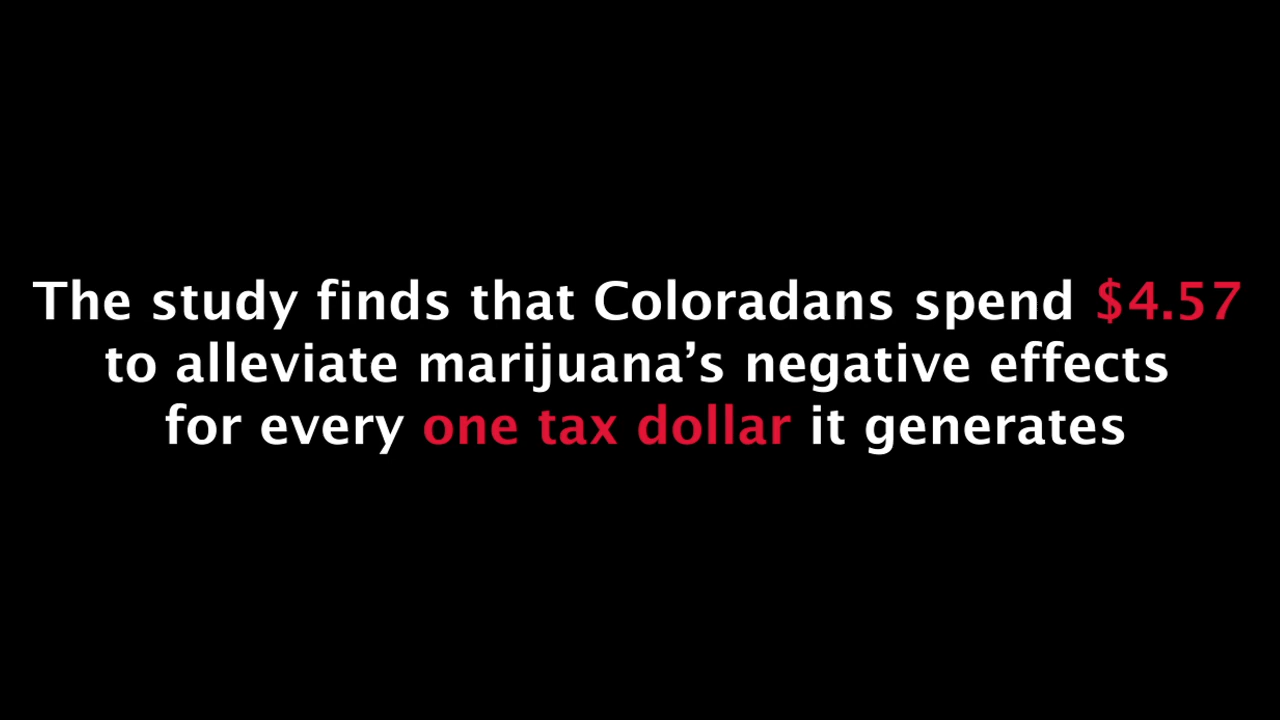 The study finds that Coloradans spend $4.57
to alleviate marijuana’s negative effects
for every one tax dollar it generates